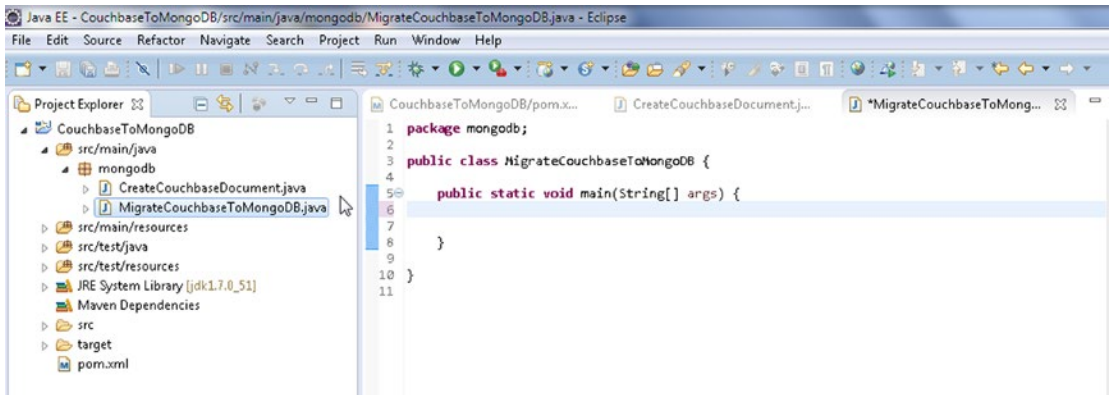 Java EE - CouchbaseToMongoDB/src/main/java/mongodb/MigrateCouchbaseToMongoDB.java - Eclipse
File Edit Source Refactor Navigate Search Project Run Window Help
Project Explorer
CouchbaseToMongoDB
src/main/java
mongodb
CreateCouchbaseDocument.java
MigrateCouchbaseToMongoDB.java
src/main/resources
src/test/java
src/test/resources
JRE System Library [jdk1.7.0_51]
Maven Dependencies
src
target
pom.xml
CouchbaseToMongoDB/pom.x... CreateCouchbaseDocument.j... *MigrateCouchbaseToMong...
1 package mongodb;
2
3 public class MigrateCouchbaseToMongoDB {
4
5 public static void main(String[] args) {
6
7
8 }
9
10 }
11